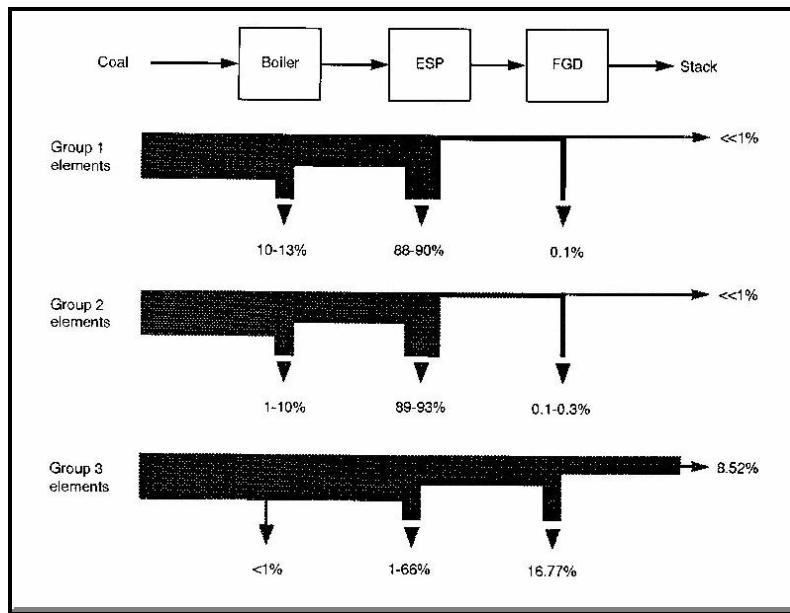 Coal
Boiler
ESP
FGD
Stack
Group 1
elements
<<1%
10-13%
88-90%
0.1%
Group 2
elements
<<1%
1-10%
89-93%
0.1-0.3%
Group 3
elements
8.52%
<1%
1-66%
16.77%